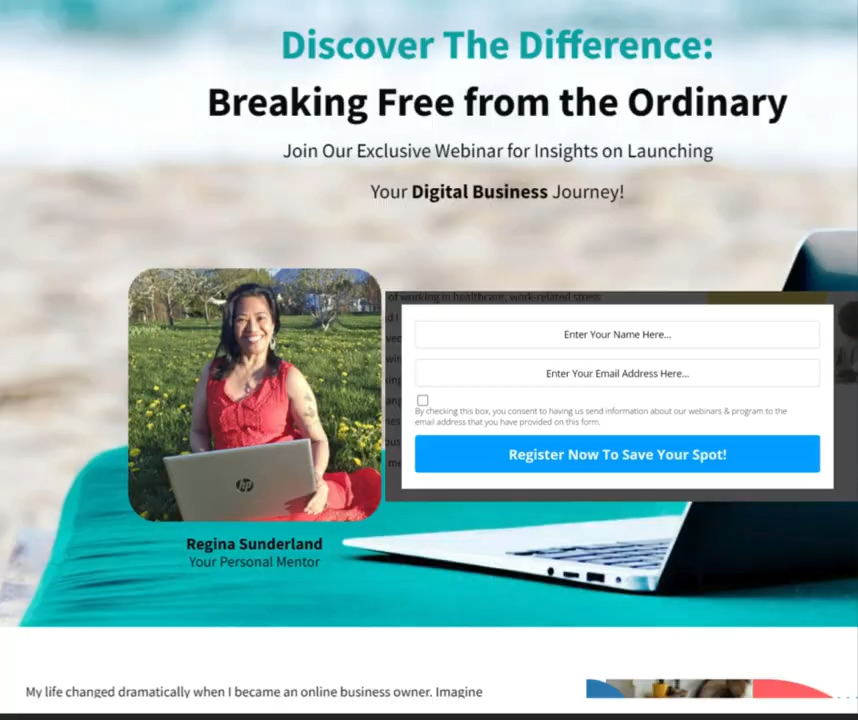 Discover The Difference:
Breaking Free from the Ordinary
Join Our Exclusive Webinar for Insights on Launching
Your Digital Business Journey!
of working in healthcare, work-related stress
Enter Your Name Here...
Enter Your Email Address Here...
By checking this box, you consent to having us send information about our webinars & program to the
email address that you have provided on this form.
Register Now To Save Your Spot!
hp
Regina Sunderland
Your Personal Mentor
My life changed dramatically when I became an online business owner. Imagine